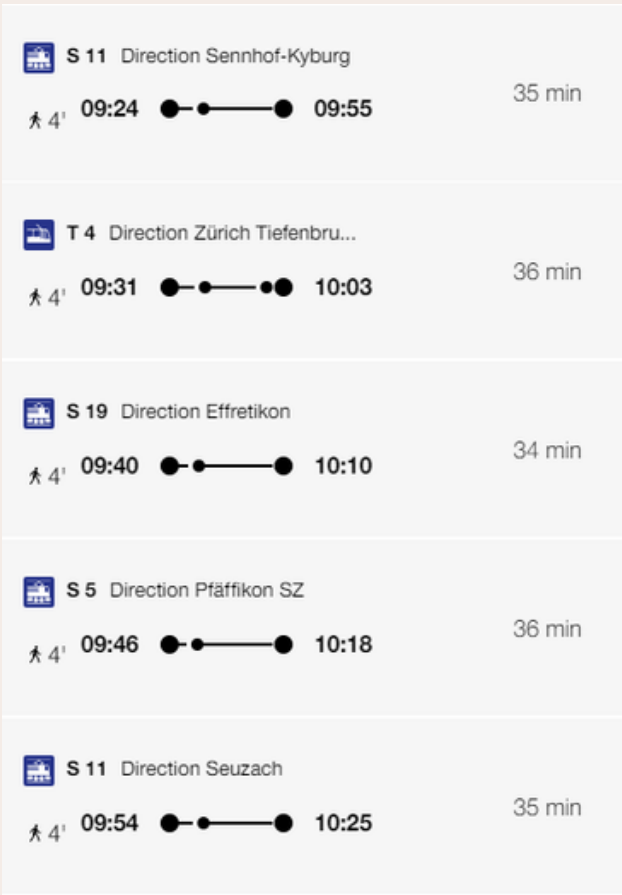 S 11 Direction Sennhof-Kyburg
35 min
4' 09:24 09:55
T 4 Direction Zürich Tiefenbru...
36 min
4' 09:31 10:03
S 19 Direction Effretikon
34 min
4' 09:40 10:10
S 5 Direction Pfäffikon SZ
36 min
4' 09:46 10:18
S 11 Direction Seuzach
35 min
4' 09:54 10:25